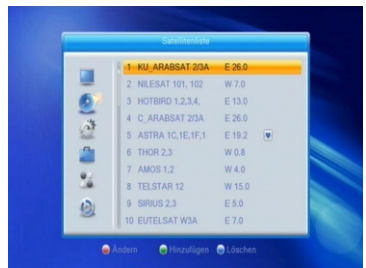 Satellitenliste
1 KU_ARABSAT 2/3A E 26.0
2 NILESAT 101, 102 W 7.0
3 HOTBIRD 1,2,3,4, E 13.0
4 C_ARABSAT 2/3A E 26.0
5 ASTRA 1C,1E,1F,1 E 19.2
6 THOR 2,3 W 0.8
7 AMOS 1,2 W 4.0
8 TELSTAR 12 W 15.0
9 SIRIUS 2,3 E 5.0
10 EUTELSAT W3A E 7.0
Ändern Hinzufügen Löschen